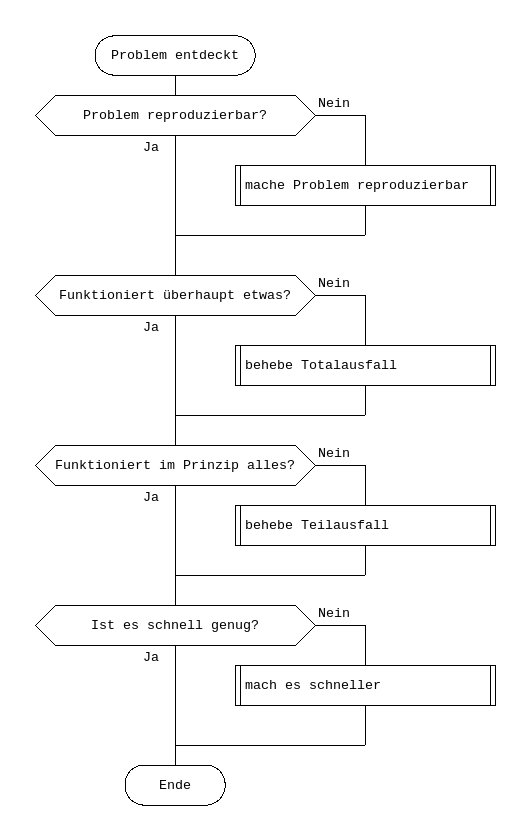 Problem entdeckt
Problem reproduzierbar?
Nein
Ja
mache Problem reproduzierbar
Funktioniert überhaupt etwas?
Nein
Ja
behebe Totalausfall
Funktioniert im Prinzip alles?
Nein
Ja
behebe Teilausfall
Ist es schnell genug?
Nein
Ja
mach es schneller
Ende